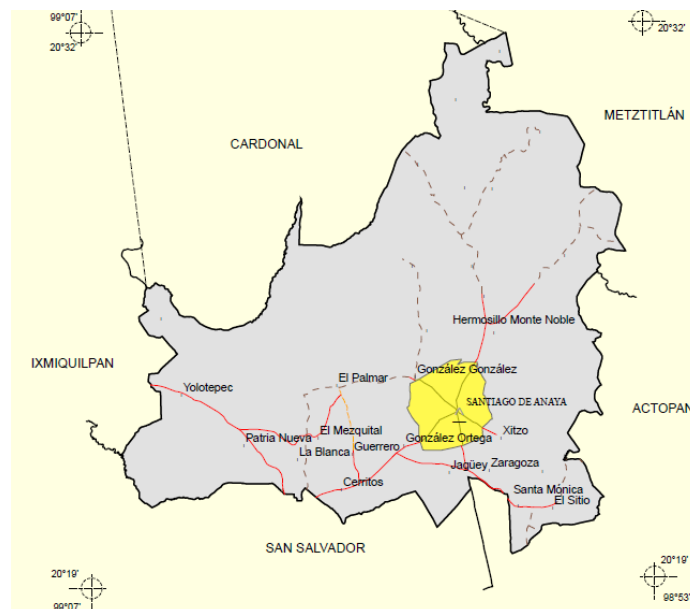 99°07'
20°32'
20°32'
METZTITLÁN
CARDONAL
Hermosillo Monte Noble
IXMIQUILPAN
González González
El Palmar
Yolotepec
SANTIAGO DE ANAYA
ACTOPAN
El Mezquital
Xitzo
Patria Nueva
González Ortega
Guerrero
La Blanca
Jagüey
Zaragoza
Cerritos
Santa Mónica
El Sitio
SAN SALVADOR
20°19'
99°07'
20°19'
98°53'